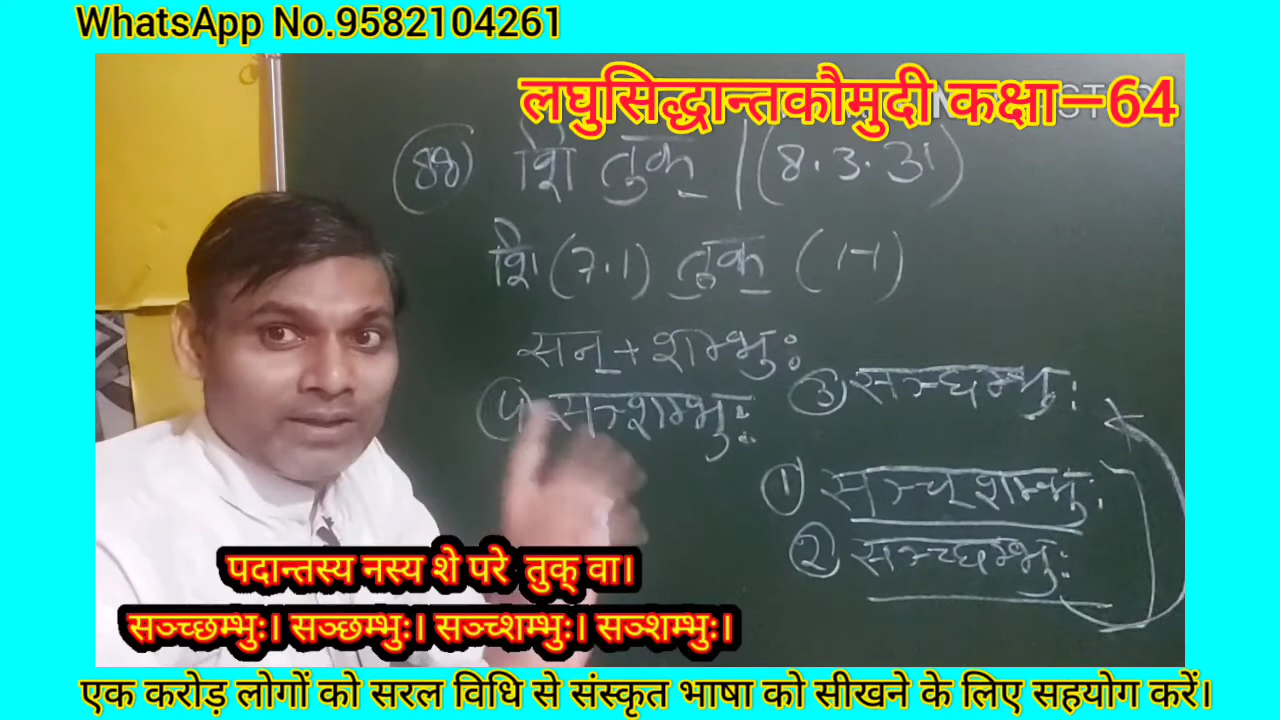 WhatsApp No.9582104261
लघुसिद्धान्तकौमुदी कक्षा—64
(88) शि तुक् | (8.3.31)
शि (7.1) तुक् (1-1)
सन् + शम्भुः
③ सञ्छम्भुः
सञ्शम्भुः
① सञ्च्शम्भुः
② सञ्च्छम्भुः
पदान्तस्य नस्य शे परे तुक् वा।
सञ्च्छम्भुः। सञ्छम्भुः। सञ्च्शम्भुः। सञ्शम्भुः।
एक करोड़ लोगों को सरल विधि से संस्कृत भाषा को सीखने के लिए सहयोग करें।